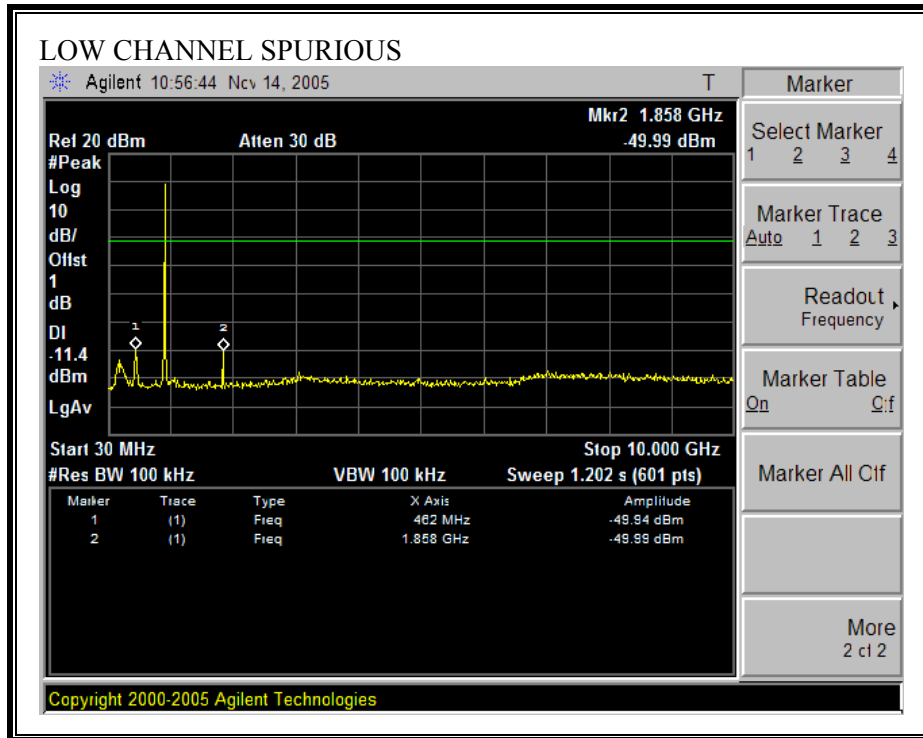 LOW CHANNEL SPURIOUS
Agilent 10:56:44 Nov 14, 2005 T
Mkr2 1.858 GHz
Ref 20 dBm Atten 30 dB -49.99 dBm
#Peak
Log
10
dB/
Offst
1
dB
DI
-11.4
dBm
LgAv
1
2
Start 30 MHz Stop 10.000 GHz
#Res BW 100 kHz VBW 100 kHz Sweep 1.202 s (601 pts)
Marker Trace Type X Axis Amplitude
1 (1) Freq 462 MHz -49.94 dBm
2 (1) Freq 1.858 GHz -49.99 dBm
Copyright 2000-2005 Agilent Technologies
Marker
Select Marker
1 2 3 4
Marker Trace
Auto 1 2 3
Readout
Frequency
Marker Table
On Off
Marker All Off
More
2 of 2